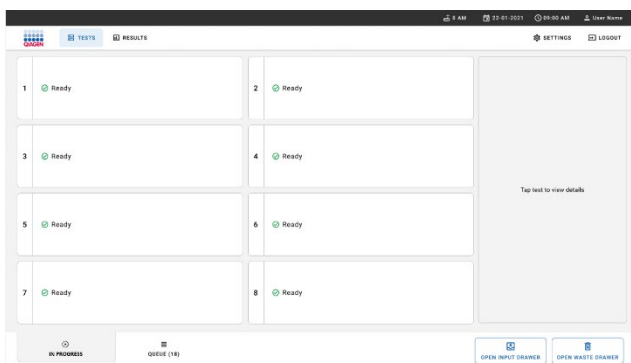 8 AM 22-01-2021 09:00 AM User Name
QIAGEN TESTS RESULTS SETTINGS LOGOUT
1 Ready 2 Ready
3 Ready 4 Ready
Tap test to view details
5 Ready 6 Ready
7 Ready 8 Ready
IN PROGRESS QUEUE (18) OPEN INPUT DRAWER OPEN WASTE DRAWER